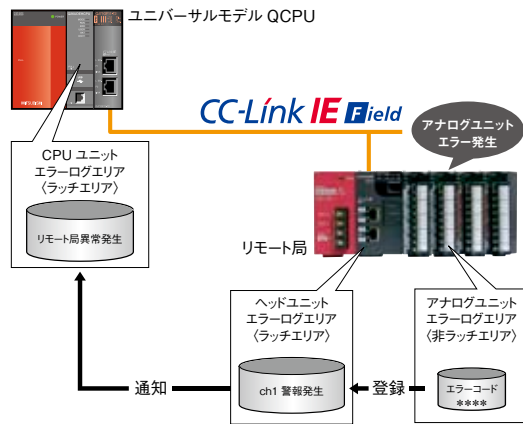 ユニバーサルモデル QCPU
CC-Link IE Field
アナログユニット
エラー発生
CPU ユニット
エラーログエリア
〈ラッチエリア〉
リモート局異常発生
リモート局
ヘッドユニット
エラーログエリア
〈ラッチエリア〉
アナログユニット
エラーログエリア
〈非ラッチエリア〉
通知
ch1 警報発生
登録
エラーコード
****